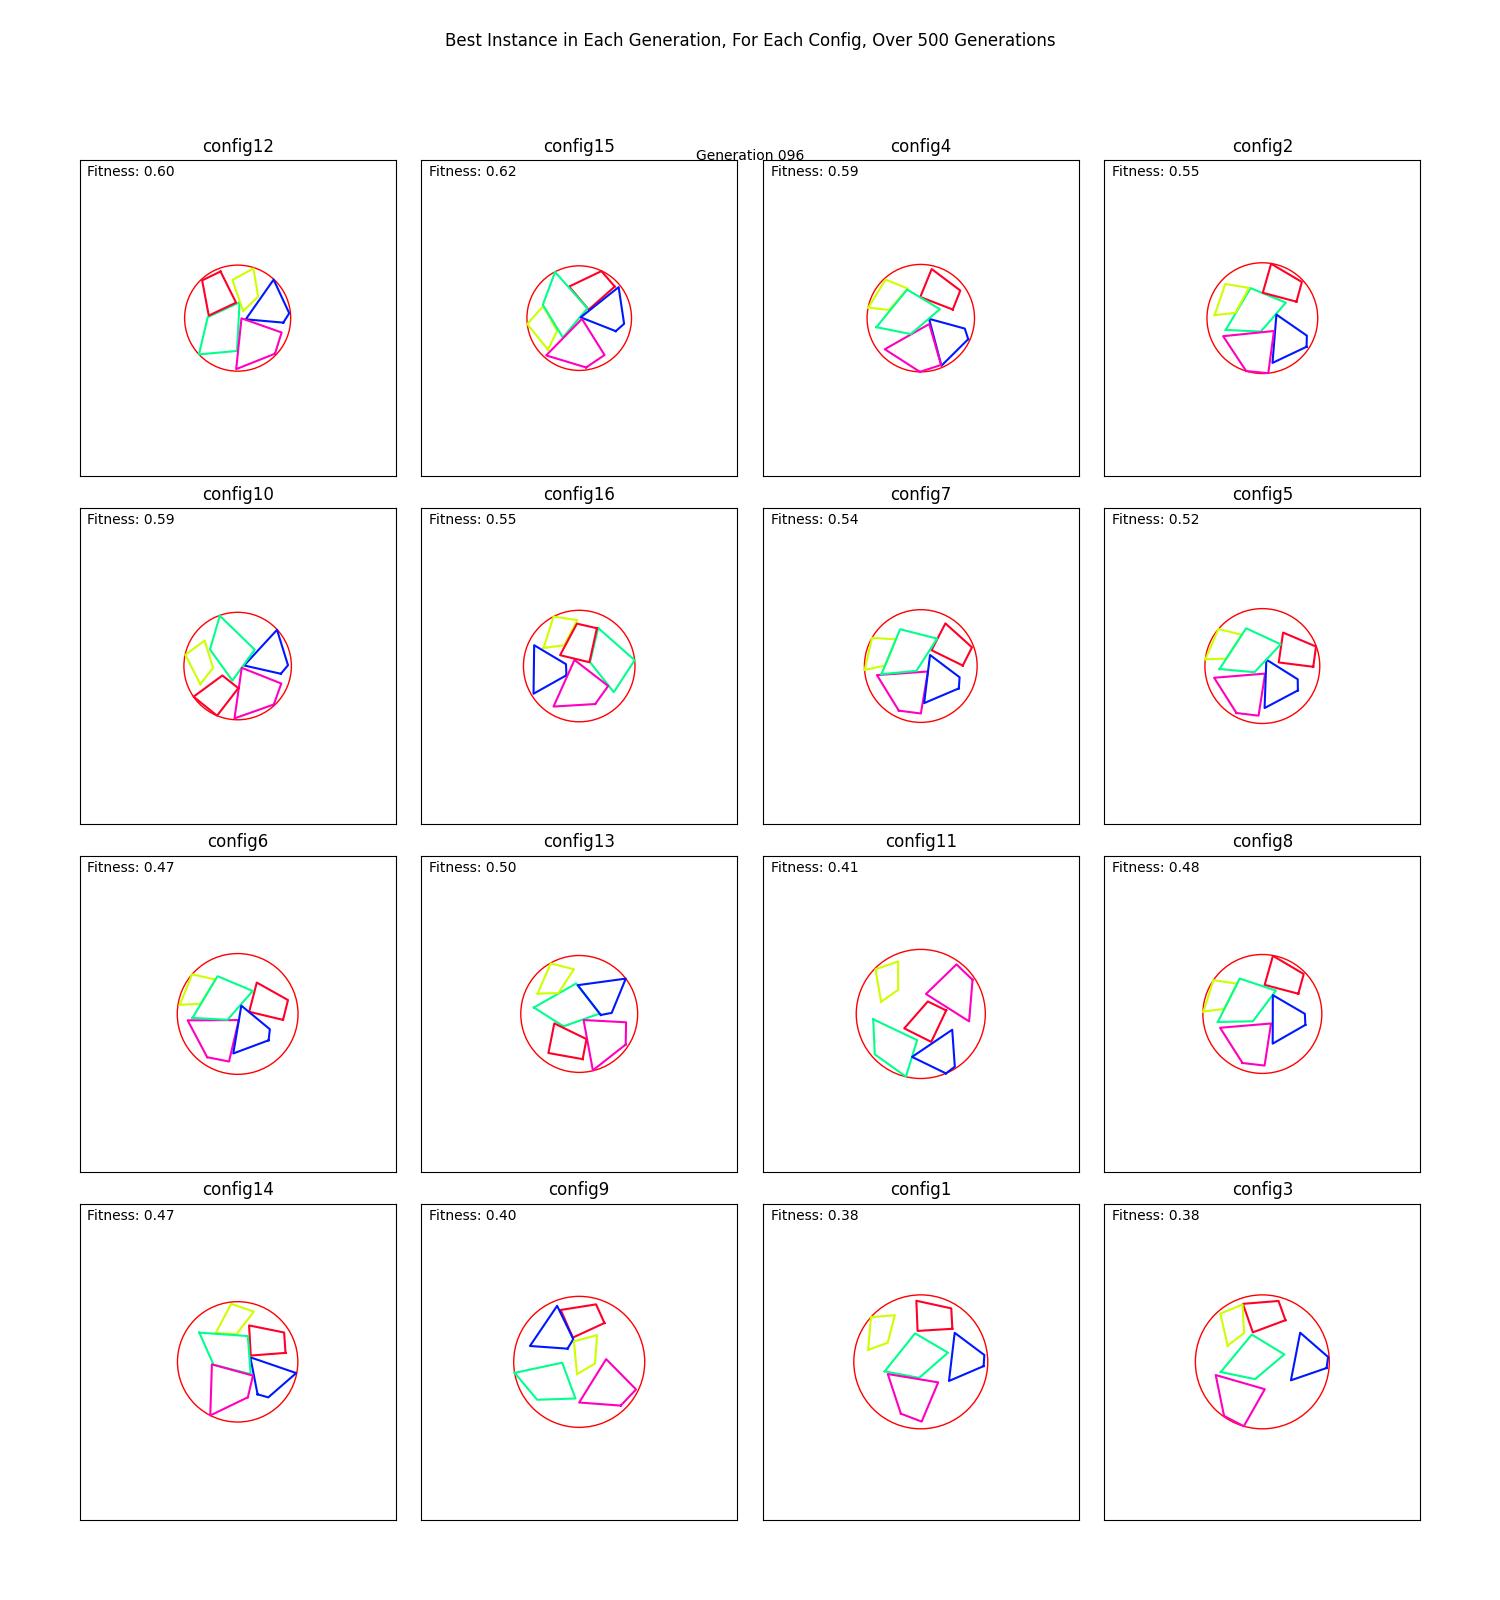 Best Instance in Each Generation, For Each Config, Over 500 Generations
Generation 096
config12
Fitness: 0.60
config15
Fitness: 0.62
config4
Fitness: 0.59
config2
Fitness: 0.55
config10
Fitness: 0.59
config16
Fitness: 0.55
config7
Fitness: 0.54
config5
Fitness: 0.52
config6
Fitness: 0.47
config13
Fitness: 0.50
config11
Fitness: 0.41
config8
Fitness: 0.48
config14
Fitness: 0.47
config9
Fitness: 0.40
config1
Fitness: 0.38
config3
Fitness: 0.38